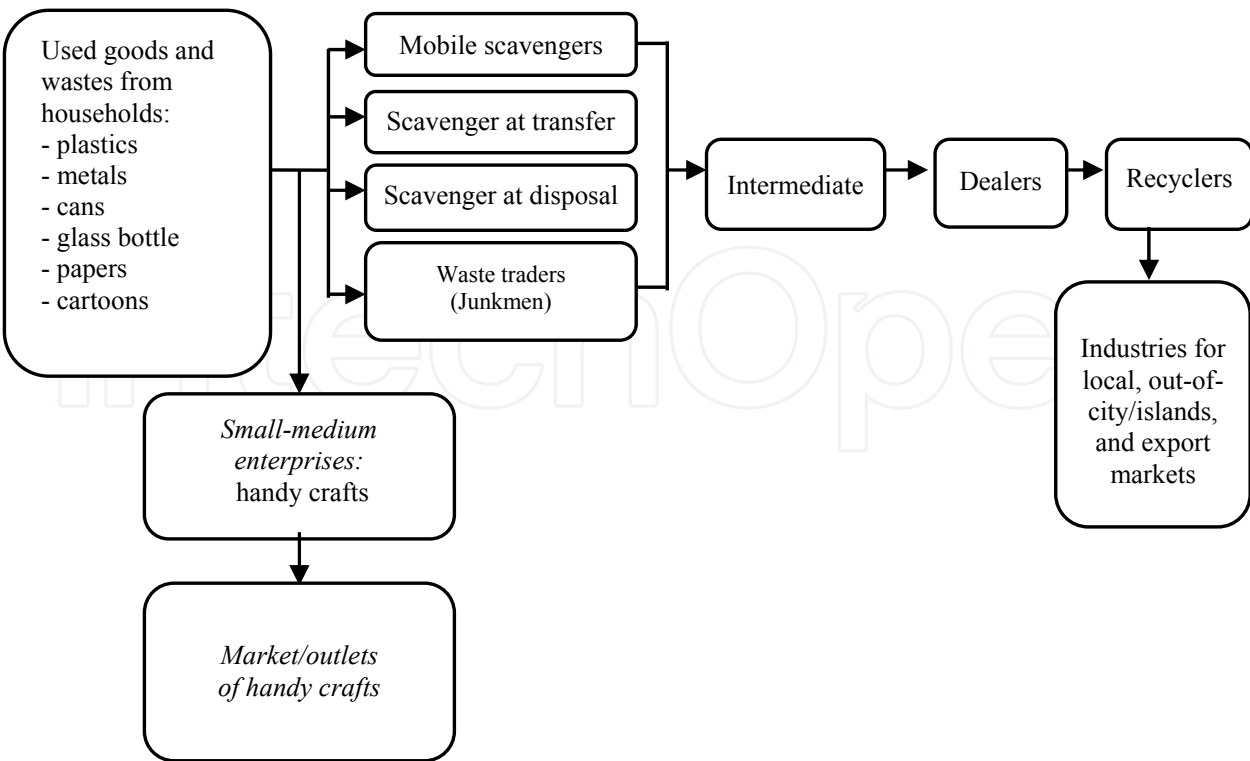 Used goods and
wastes from
households:
- plastics
- metals
- cans
- glass bottle
- papers
- cartoons
Mobile scavengers
Scavenger at transfer
Scavenger at disposal
Waste traders
(Junkmen)
Intermediate
Dealers
Recyclers
Industries for
local, out-of-
city/islands,
and export
markets
Small-medium
enterprises:
handy crafts
Market/outlets
of handy crafts
IntechOpen